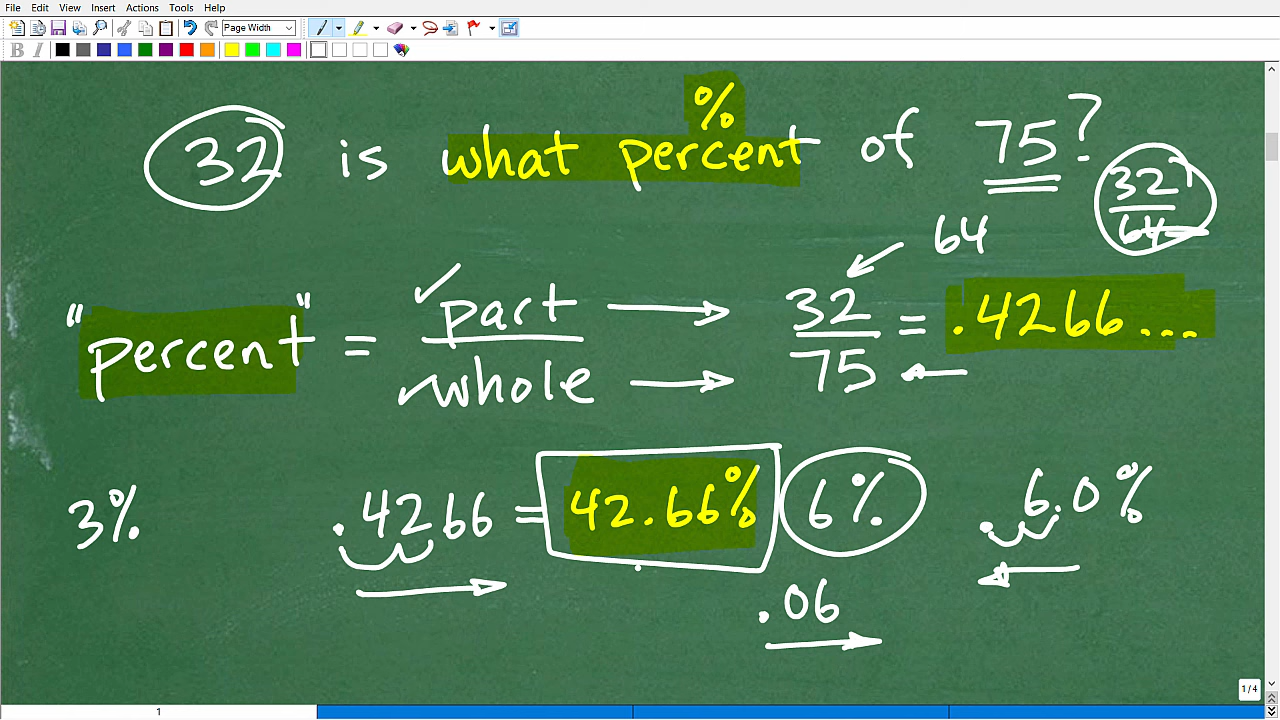 File Edit View Insert Actions Tools Help
Page Width
B I
%
32 is what percent of 75?
32
64
64
"percent" = part 32 = .4266...
whole 75
3% .4266 = 42.66% 6% 6.0%
.06
1/4
1